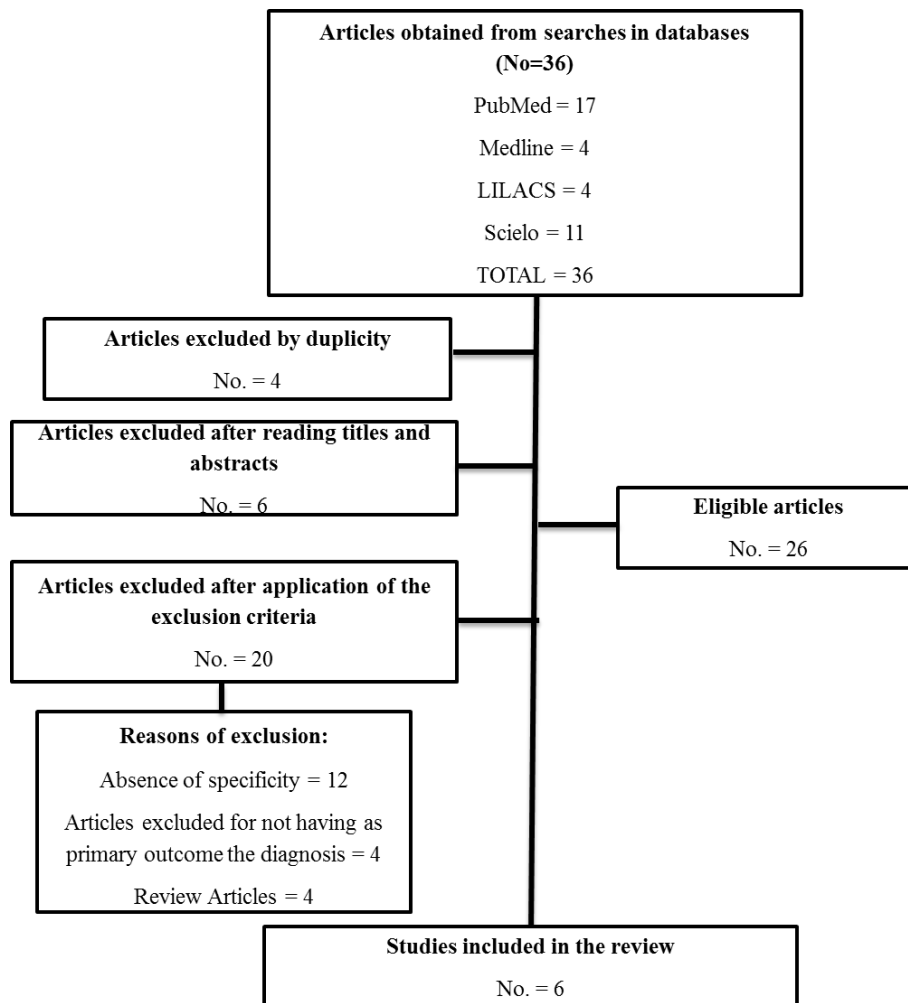 Articles obtained from searches in databases
(No=36)
PubMed = 17
Medline = 4
LILACS = 4
Scielo = 11
TOTAL = 36
Articles excluded by duplicity
No. = 4
Articles excluded after reading titles and
abstracts
No. = 6
Eligible articles
No. = 26
Articles excluded after application of the
exclusion criteria
No. = 20
Reasons of exclusion:
Absence of specificity = 12
Articles excluded for not having as
primary outcome the diagnosis = 4
Review Articles = 4
Studies included in the review
No. = 6